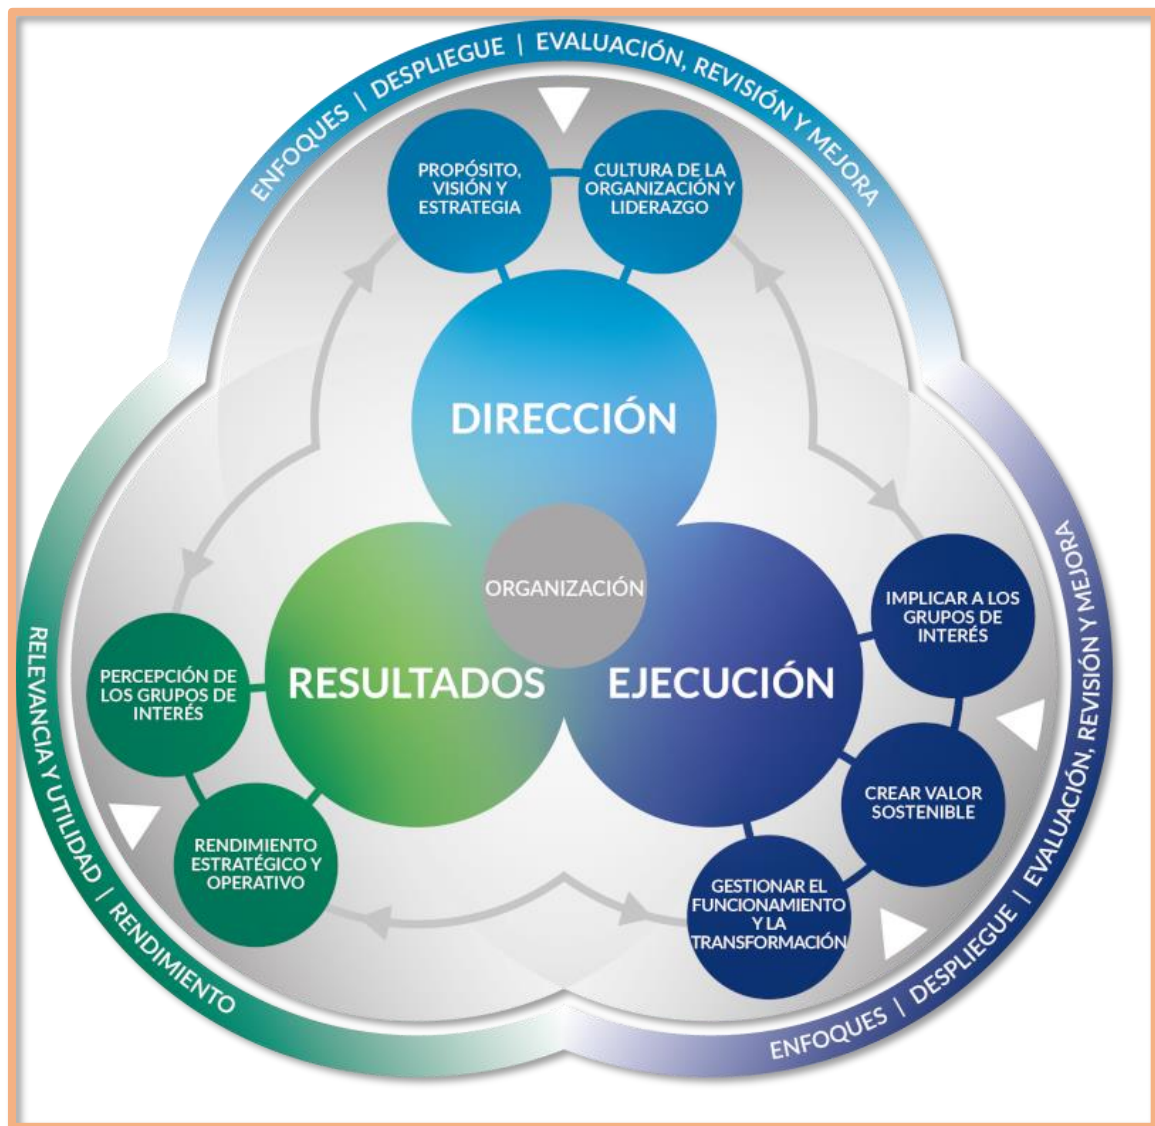 ENFOQUES | DESPLIEGUE | EVALUACIÓN, REVISIÓN Y MEJORA
PROPÓSITO,
VISIÓN Y
ESTRATEGIA
CULTURA DE LA
ORGANIZACIÓN Y
LIDERAZGO
DIRECCIÓN
ORGANIZACIÓN
RESULTADOS
EJECUCIÓN
IMPLICAR A LOS
GRUPOS DE
INTERÉS
CREAR VALOR
SOSTENIBLE
GESTIONAR EL
FUNCIONAMIENTO
Y LA
TRANSFORMACIÓN
ENFOQUES | DESPLIEGUE | EVALUACIÓN, REVISIÓN Y MEJORA
PERCEPCIÓN DE
LOS GRUPOS DE
INTERÉS
RENDIMIENTO
ESTRATÉGICO Y
OPERATIVO
RELEVANCIA Y UTILIDAD | RENDIMIENTO